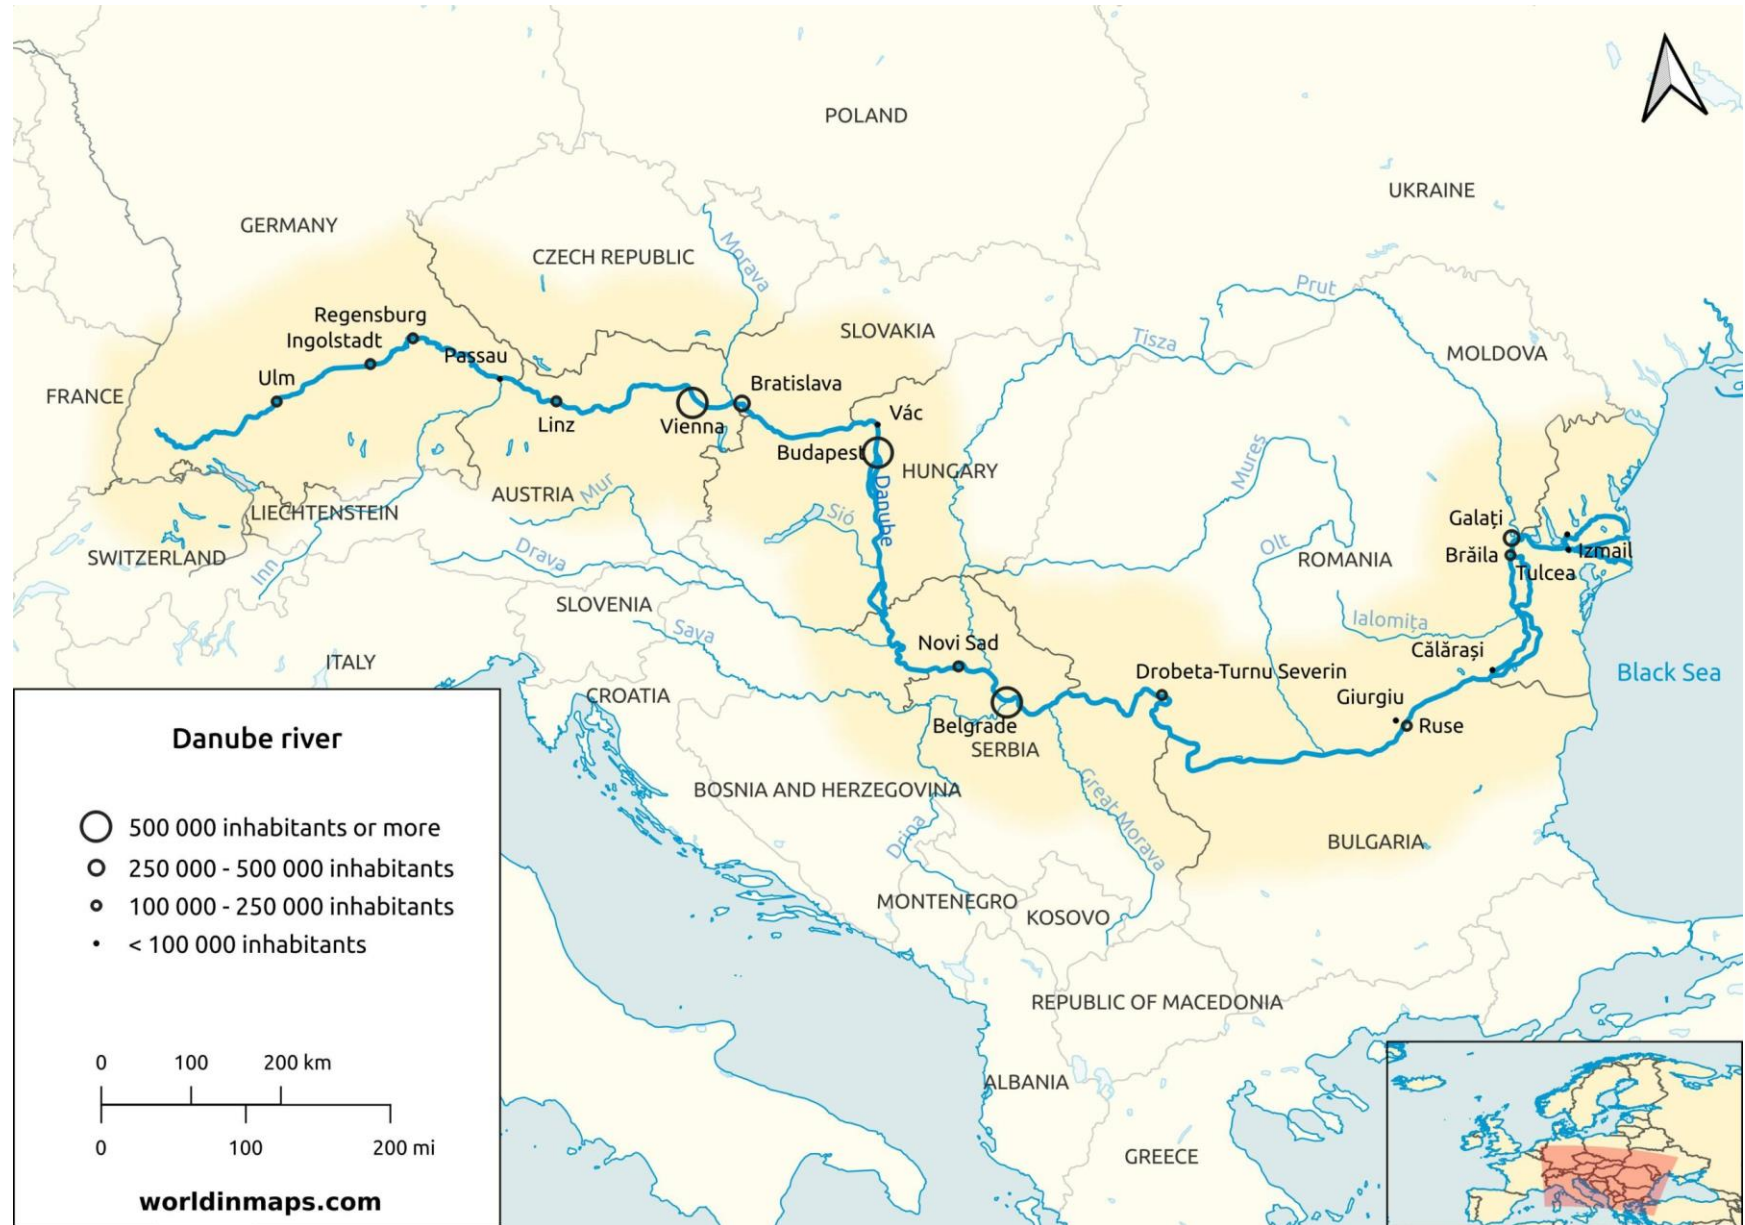 POLAND
UKRAINE
GERMANY
CZECH REPUBLIC
Morava
Prut
Regensburg
Ingolstadt
SLOVAKIA
Tisza
Passau
MOLDOVA
Ulm
Bratislava
FRANCE
Vác
Linz
Vienna
Budapest
HUNGARY
Mures
Danube
AUSTRIA
Mur
LIECHTENSTEIN
Sió
Galați
SWITZERLAND
Drava
Olt
ROMANIA
Brăila
Izmail
Inn
Tulcea
SLOVENIA
Ialomița
Sava
Novi Sad
Călărași
ITALY
Drobeta-Turnu Severin
Black Sea
CROATIA
Giurgiu
Belgrade
Ruse
SERBIA
BOSNIA AND HERZEGOVINA
Great Morava
Drina
BULGARIA
MONTENEGRO
KOSOVO
REPUBLIC OF MACEDONIA
ALBANIA
GREECE
Danube river
500 000 inhabitants or more
250 000 - 500 000 inhabitants
100 000 - 250 000 inhabitants
< 100 000 inhabitants
0 100 200 km
0 100 200 mi
worldinmaps.com